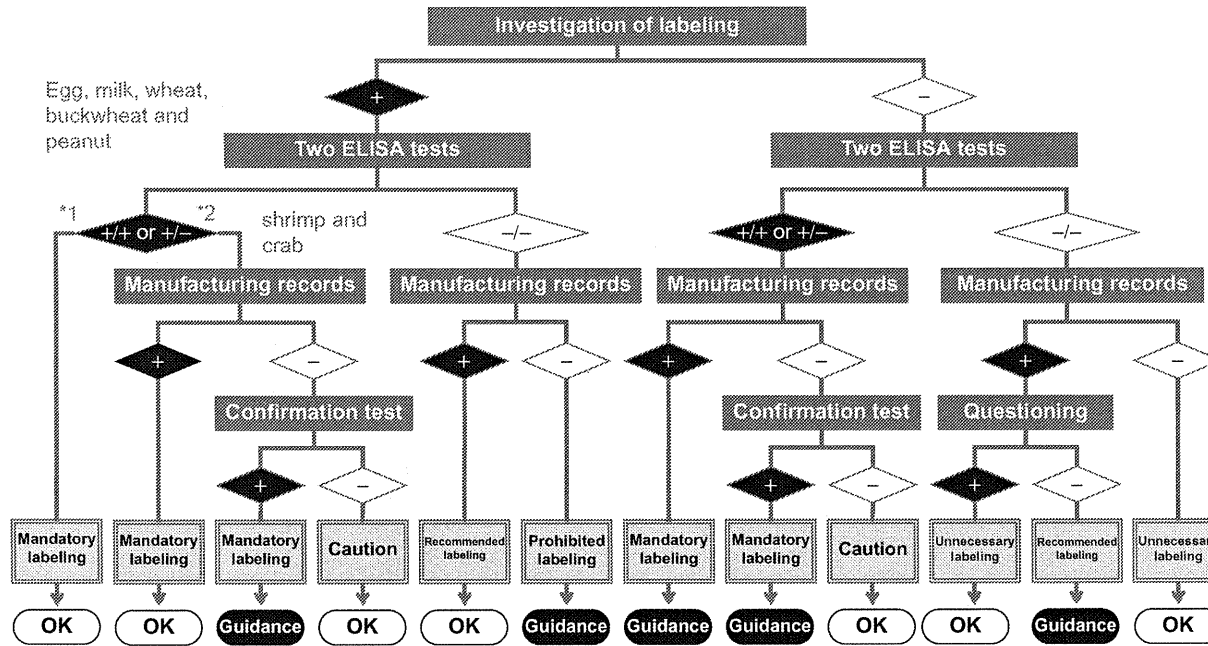 Investigation of labeling
Egg, milk, wheat,
buckwheat and
peanut
+
−
Two ELISA tests
Two ELISA tests
*1
+/+ or +/−
*2
shrimp and
crab
−/−
+/+ or +/−
−/−
Manufacturing records
Manufacturing records
Manufacturing records
Manufacturing records
+
−
+
−
+
−
+
−
Confirmation test
Confirmation test
Questioning
+
−
+
−
+
−
Mandatory
labeling
Mandatory
labeling
Mandatory
labeling
Caution
Recommended
labeling
Prohibited
labeling
Mandatory
labeling
Mandatory
labeling
Caution
Unnecessary
labeling
Recommended
labeling
Unnecessary
labeling
OK
OK
Guidance
OK
OK
Guidance
Guidance
Guidance
OK
OK
Guidance
OK